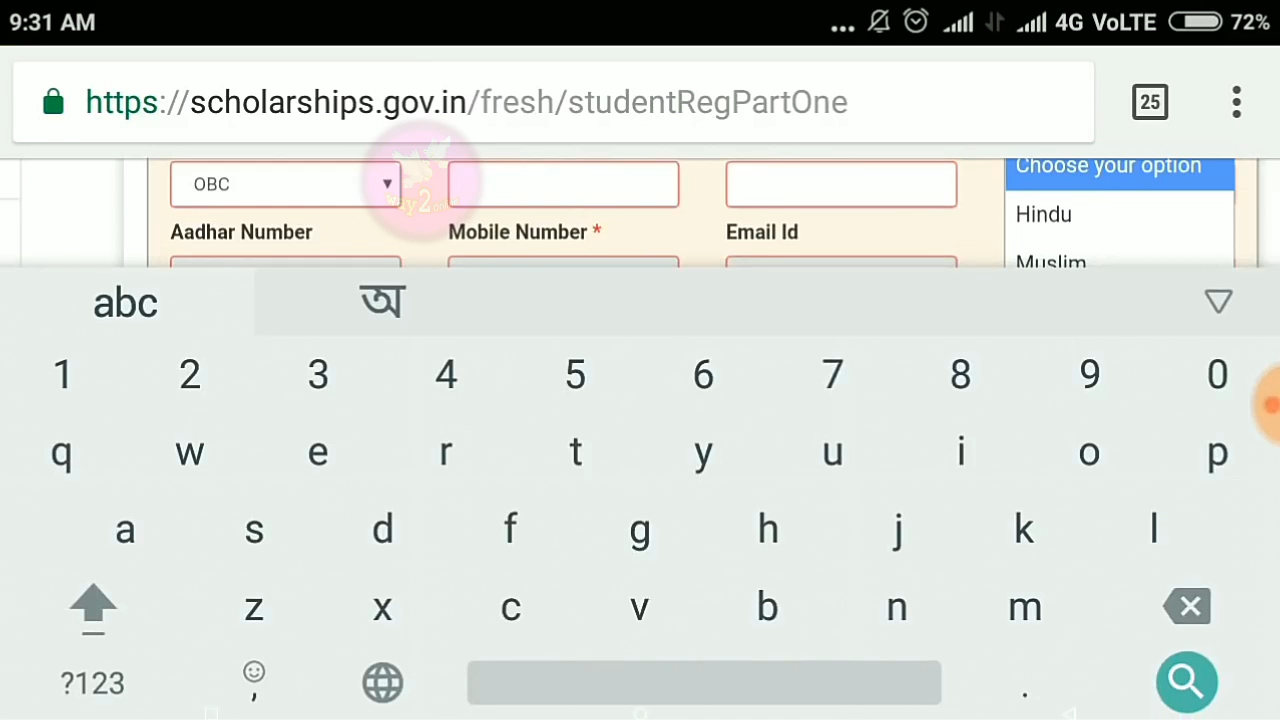 9:31 AM
... 4G VoLTE 72%
https://scholarships.gov.in/fresh/studentRegPartOne
25
OBC
Choose your option
Hindu
Muslim
Aadhar Number
Mobile Number *
Email Id
abc
অ
1 2 3 4 5 6 7 8 9 0
q w e r t y u i o p
a s d f g h j k l
z x c v b n m
?123 , .